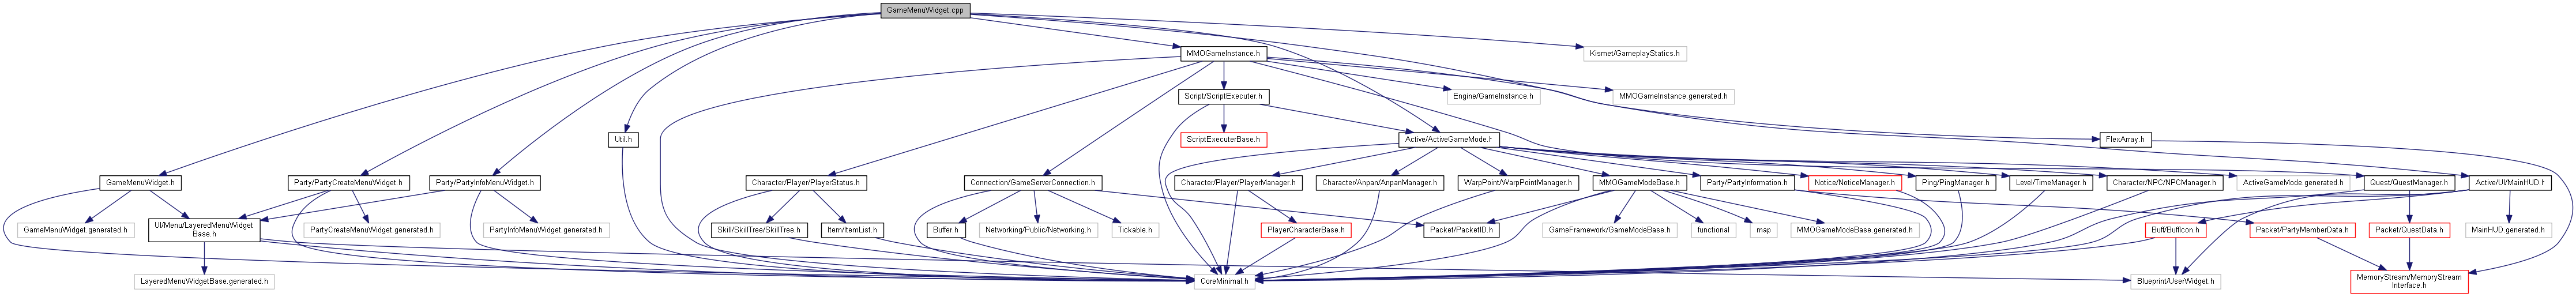 GameMenuWidget.cpp
MMOGameInstance.h
Kismet/GameplayStatics.h
Script/ScriptExecuter.h
Engine/GameInstance.h
MMOGameInstance.generated.h
Util.h
ScriptExecuterBase.h
Active/ActiveGameMode.h
FlexArray.h
GameMenuWidget.h
Party/PartyCreateMenuWidget.h
Party/PartyInfoMenuWidget.h
Character/Player/PlayerStatus.h
Connection/GameServerConnection.h
Character/Player/PlayerManager.h
Character/Anpan/AnpanManager.h
WarpPoint/WarpPointManager.h
MMOGameModeBase.h
Party/PartyInformation.h
Notice/NoticeManager.h
Ping/PingManager.h
Level/TimeManager.h
Character/NPC/NPCManager.h
ActiveGameMode.generated.h
Quest/QuestManager.h
Active/UI/MainHUD.h
GameMenuWidget.generated.h
UI/Menu/LayeredMenuWidget
Base.h
PartyCreateMenuWidget.generated.h
PartyInfoMenuWidget.generated.h
Skill/SkillTree/SkillTree.h
Item/ItemList.h
Buffer.h
Networking/Public/Networking.h
Tickable.h
PlayerCharacterBase.h
Packet/PacketID.h
GameFramework/GameModeBase.h
functional
map
MMOGameModeBase.generated.h
Buff/BuffIcon.h
Packet/PartyMemberData.h
Packet/QuestData.h
MainHUD.generated.h
LayeredMenuWidgetBase.generated.h
CoreMinimal.h
Blueprint/UserWidget.h
MemoryStream/MemoryStream
Interface.h